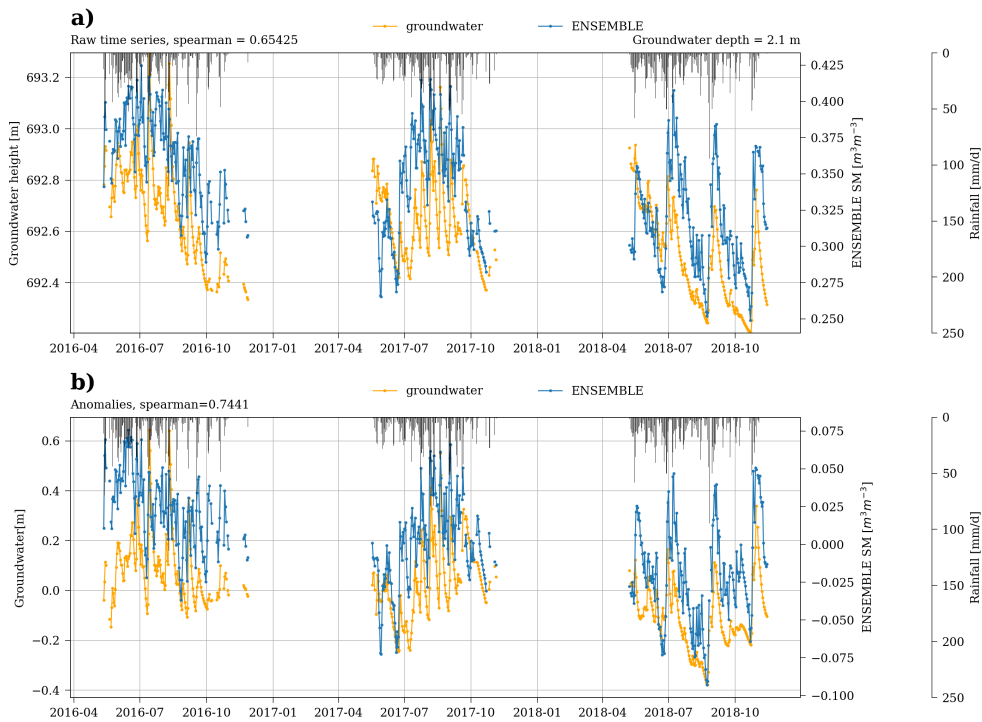 a)
groundwater ENSEMBLE
Raw time series, spearman = 0.65425 Groundwater depth = 2.1 m
693.2
693.0
692.8
692.6
692.4
Groundwater height [m]
0.425
0.400
0.375
0.350
0.325
0.300
0.275
0.250
ENSEMBLE SM [m³m⁻³]
0
50
100
150
200
250
Rainfall [mm/d]
2016-04 2016-07 2016-10 2017-01 2017-04 2017-07 2017-10 2018-01 2018-04 2018-07 2018-10
b)
groundwater ENSEMBLE
Anomalies, spearman=0.7441
0.6
0.4
0.2
0.0
−0.2
−0.4
Groundwater[m]
0.075
0.050
0.025
0.000
−0.025
−0.050
−0.075
−0.100
ENSEMBLE SM [m³m⁻³]
0
50
100
150
200
250
Rainfall [mm/d]
2016-04 2016-07 2016-10 2017-01 2017-04 2017-07 2017-10 2018-01 2018-04 2018-07 2018-10